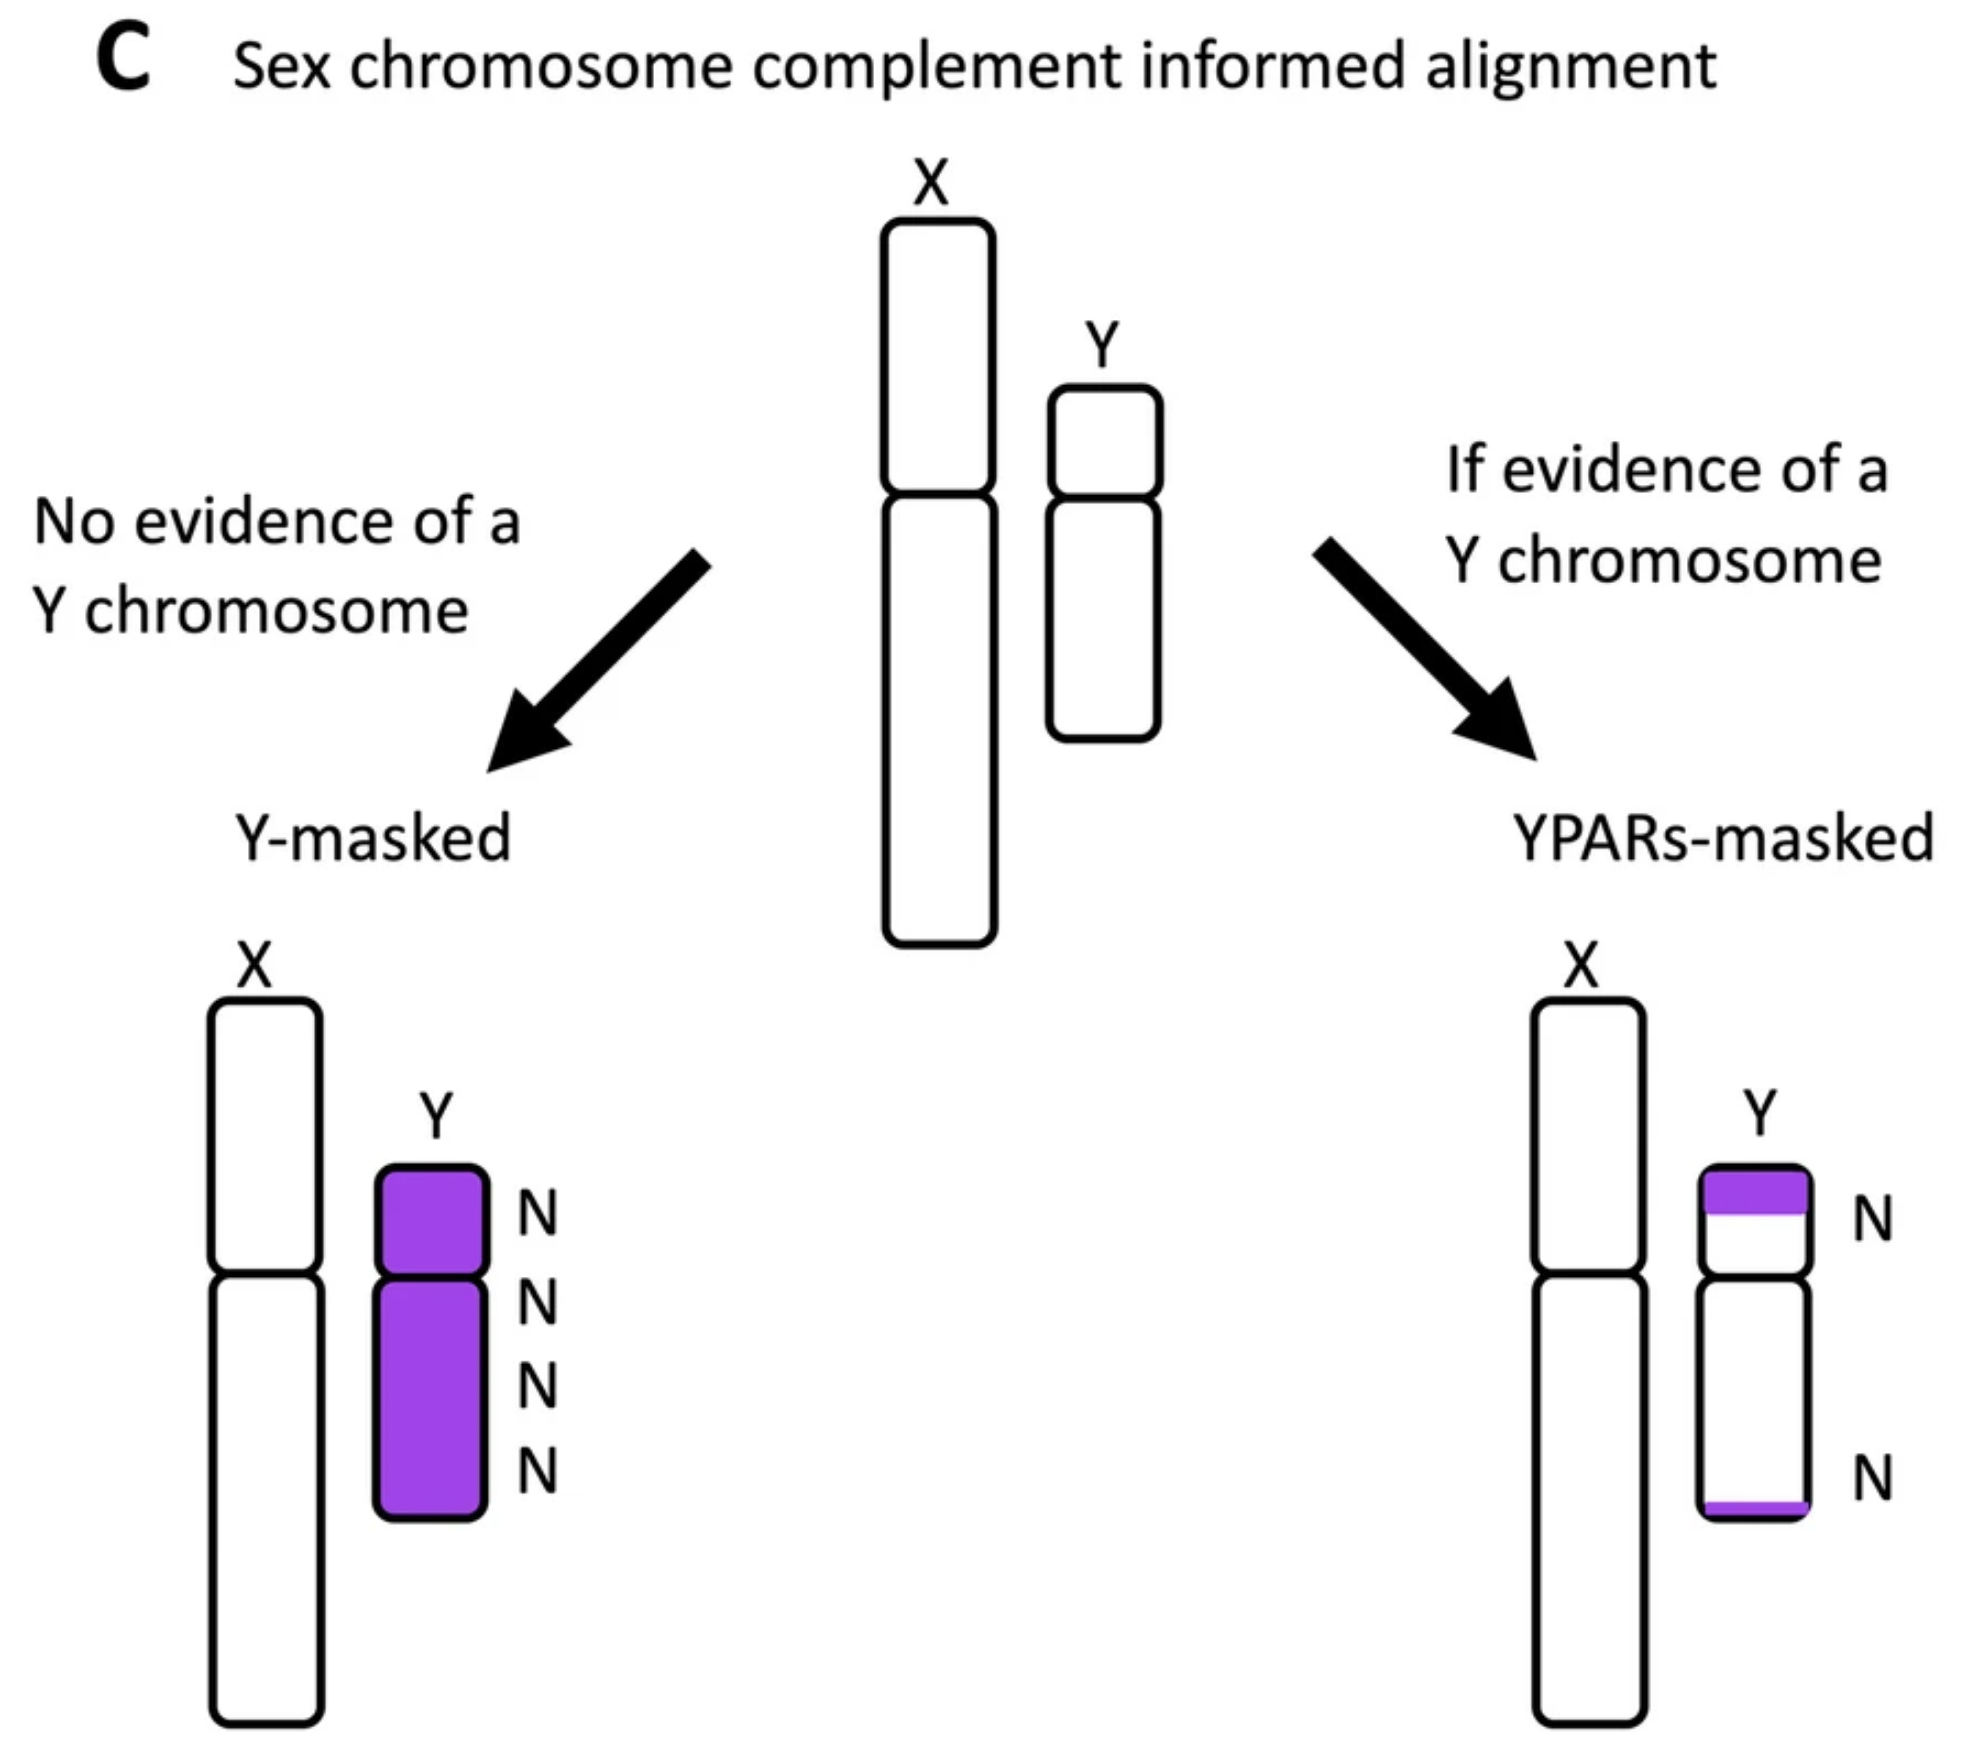 C Sex chromosome complement informed alignment
X
Y
No evidence of a
Y chromosome
If evidence of a
Y chromosome
Y-masked
X
Y
N
N
N
N
YPARs-masked
X
Y
N
N